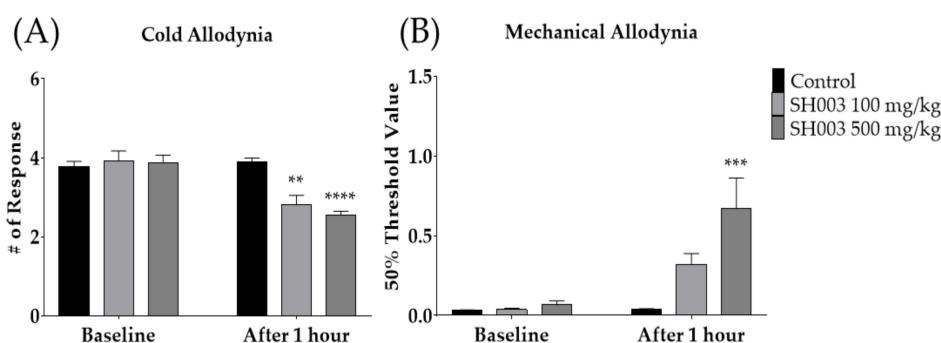 (A)
Cold Allodynia
# of Response
6
4
2
0
**
****
Baseline
After 1 hour
(B)
Mechanical Allodynia
50% Threshold Value
1.5
1.0
0.5
0.0
***
Baseline
After 1 hour
Control
SH003 100 mg/kg
SH003 500 mg/kg